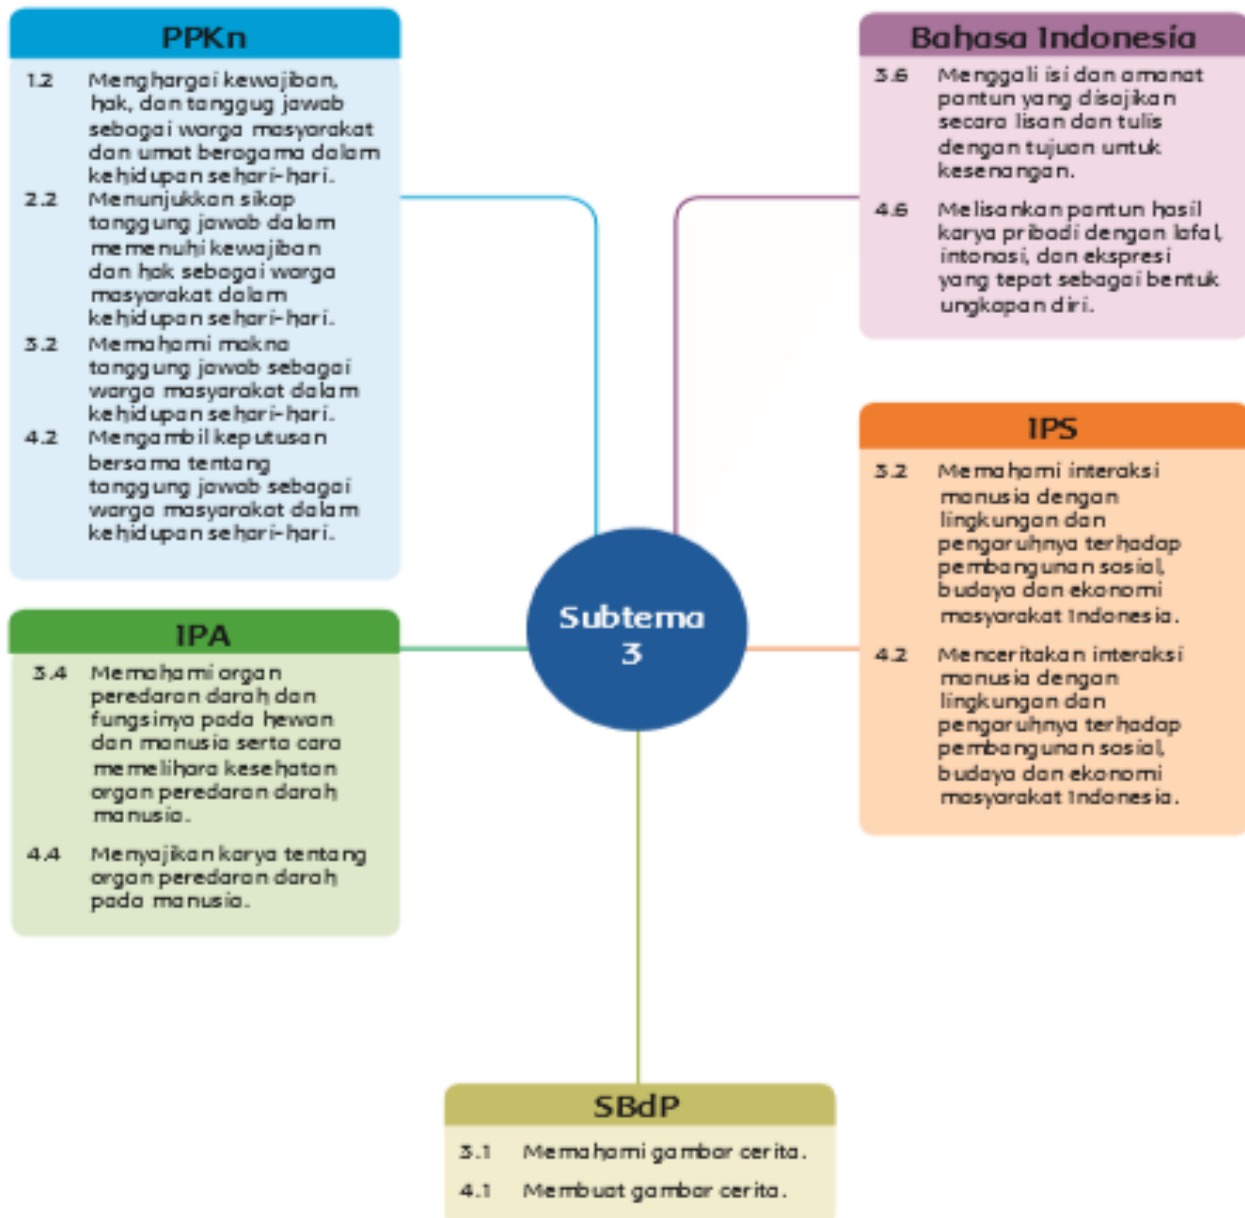 PPKn
1.2 Menghargai kewajiban,
hak, dan tanggug jawab
sebagai warga masyarakat
dan umat beragama dalam
kehidupan sehari-hari.
2.2 Menunjukkan sikap
tanggung jawab dalam
memenuhi kewajiban
dan hak sebagai warga
masyarakat dalam
kehidupan sehari-hari.
3.2 Memahami makna
tanggung jawab sebagai
warga masyarakat dalam
kehidupan sehari-hari.
4.2 Mengambil keputusan
bersama tentang
tanggung jawab sebagai
warga masyarakat dalam
kehidupan sehari-hari.
Bahasa Indonesia
3.6 Menggali isi dan amanat
pantun yang disajikan
secara lisan dan tulis
dengan tujuan untuk
kesenangan.
4.6 Melisankan pantun hasil
karya pribadi dengan lafal,
intonasi, dan ekspresi
yang tepat sebagai bentuk
ungkapan diri.
IPS
3.2 Memahami interaksi
manusia dengan
lingkungan dan
pengaruhnya terhadap
pembangunan sosial,
budaya dan ekonomi
masyarakat Indonesia.
4.2 Menceritakan interaksi
manusia dengan
lingkungan dan
pengaruhnya terhadap
pembangunan sosial,
budaya dan ekonomi
masyarakat Indonesia.
Subtema
3
IPA
3.4 Memahami organ
peredaran darah dan
fungsinya pada hewan
dan manusia serta cara
memelihara kesehatan
organ peredaran darah
manusia.
4.4 Menyajikan karya tentang
organ peredaran darah
pada manusia.
SBdP
3.1 Memahami gambar cerita.
4.1 Membuat gambar cerita.